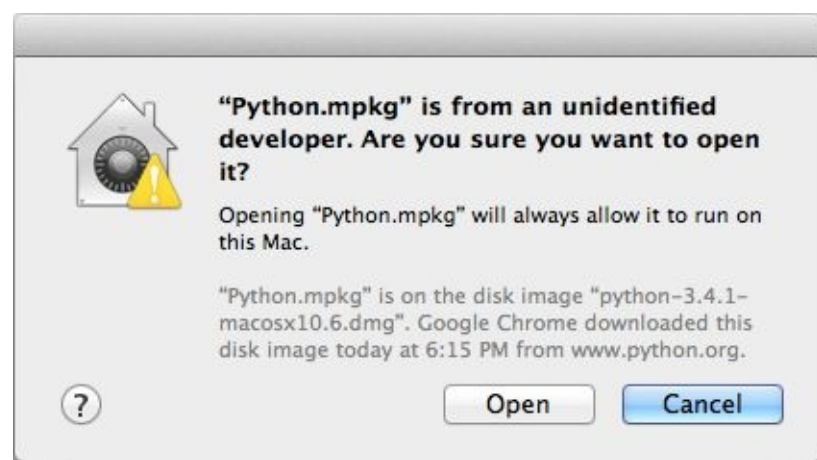 “Python.mpkg” is from an unidentified
developer. Are you sure you want to open
it?
Opening “Python.mpkg” will always allow it to run on
this Mac.
“Python.mpkg” is on the disk image “python-3.4.1-
macosx10.6.dmg”. Google Chrome downloaded this
disk image today at 6:15 PM from www.python.org.
?
Open
Cancel